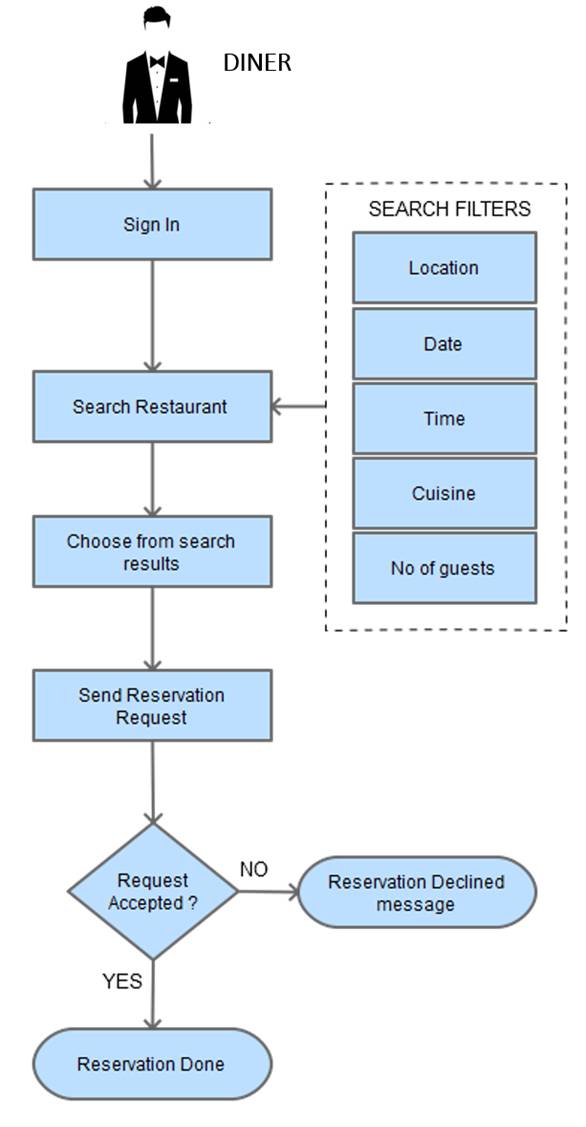 DINER
Sign In
SEARCH FILTERS
Location
Date
Time
Cuisine
No of guests
Search Restaurant
Choose from search
results
Send Reservation
Request
Request
Accepted ?
NO
Reservation Declined
message
YES
Reservation Done